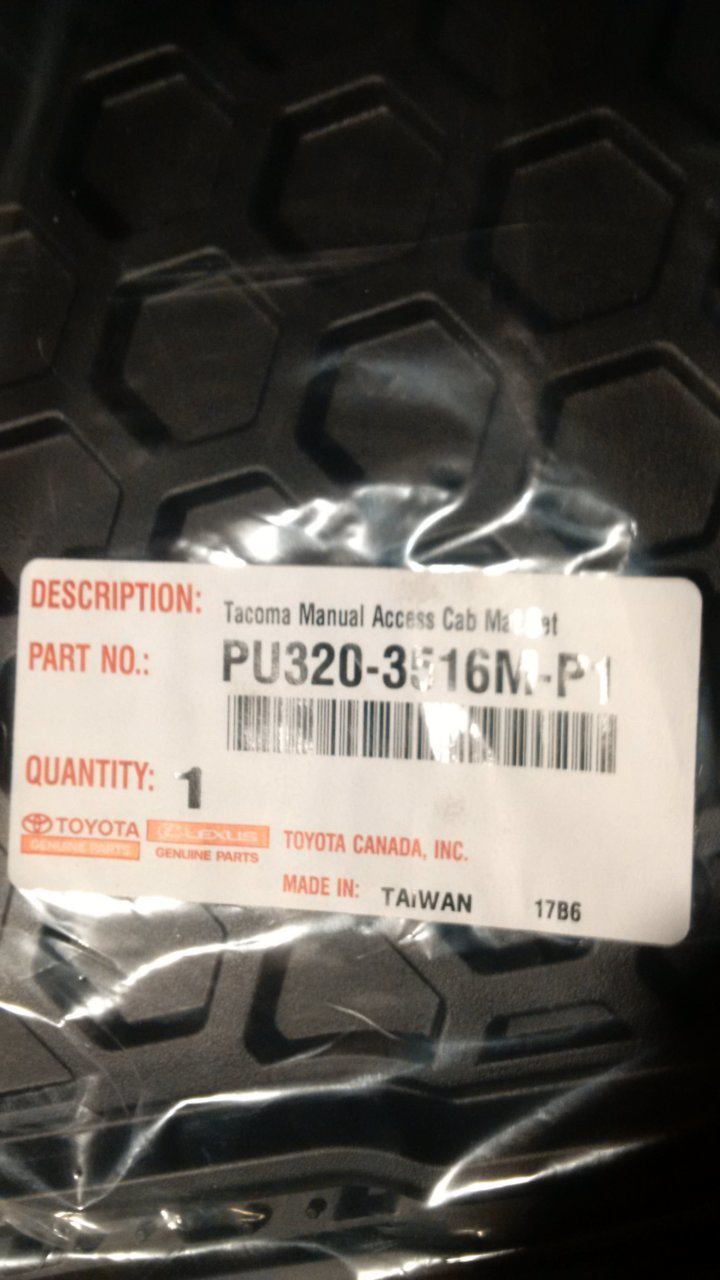 DESCRIPTION: Tacoma Manual Access Cab
PART NO.: PU320-3516M-P1
QUANTITY: 1
TOYOTA LEXUS
GENUINE PARTS GENUINE PARTS
TOYOTA CANADA, INC.
MADE IN: TAIWAN 17B6